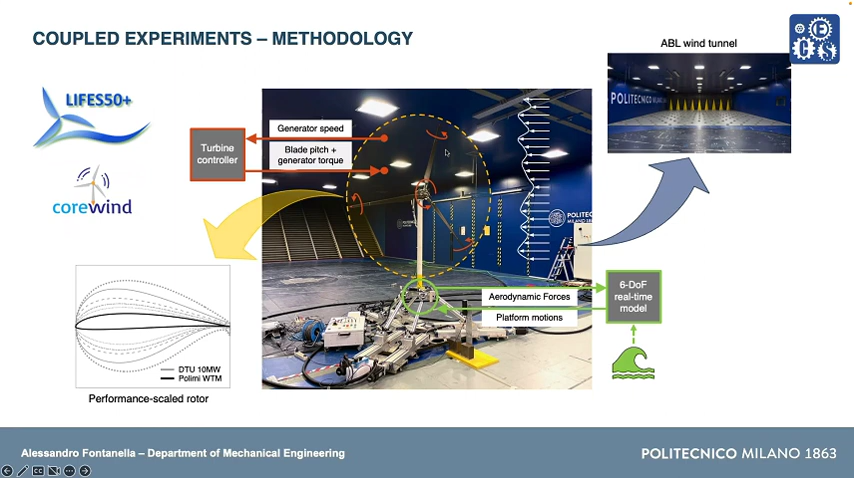 COUPLED EXPERIMENTS – METHODOLOGY
ABL wind tunnel
LIFES50+
corewind
Turbine
controller
Generator speed
Blade pitch +
generator torque
POLITECNICO
POLITECNICO
MILANO
Aerodynamic Forces
Platform motions
6-DoF
real-time
model
DTU 10MW
Polimi WTM
Performance-scaled rotor
Alessandro Fontanella – Department of Mechanical Engineering
POLITECNICO MILANO 1863